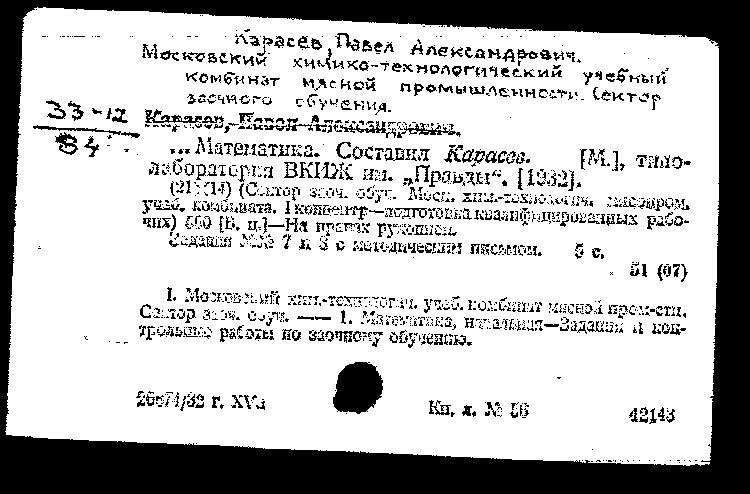 Карасев, Павел Александрович.
Московский химико-технологический учебный
комбинат мясной промышленности. Сектор
заочного обучения.
33-12
84
Карасев, Павел Александрович.
... Математика. Составил Карасев. [М.], типо-
лаборатория ВКИЖ им. „Правды“. [1932].
(21×14) (Сектор заоч. обуч. Моск. хим.-технологич. мясопром.
учеб. комбината. I концентр—подготовка квалифицированных рабо-
чих) [Б. ц.]—На правах рукописи.
Задания №№ 7 и 8 с методическим письмом. 5 с.
51 (07)
1. Московский хим.-технологич. учеб. комбинат мясной пром-сти.
Сектор заоч. обуч. —— 1. Математика, начальная—Задания и кон-
трольные работы по заочному обучению.
г.
Кн. л. № 56
42143